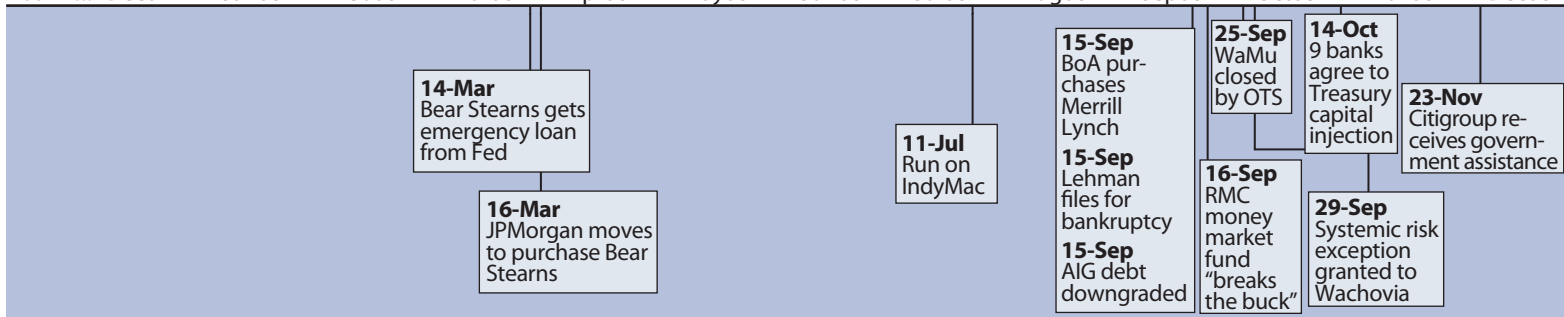 14-Mar
Bear Stearns gets
emergency loan
from Fed
16-Mar
JPMorgan moves
to purchase Bear
Stearns
11-Jul
Run on
IndyMac
15-Sep
BoA pur-
chases
Merrill
Lynch
15-Sep
Lehman
files for
bankruptcy
15-Sep
AIG debt
downgraded
16-Sep
RMC
money
market
fund
“breaks
the buck”
25-Sep
WaMu
closed
by OTS
29-Sep
Systemic risk
exception
granted to
Wachovia
14-Oct
9 banks
agree to
Treasury
capital
injection
23-Nov
Citigroup re-
ceives govern-
ment assistance